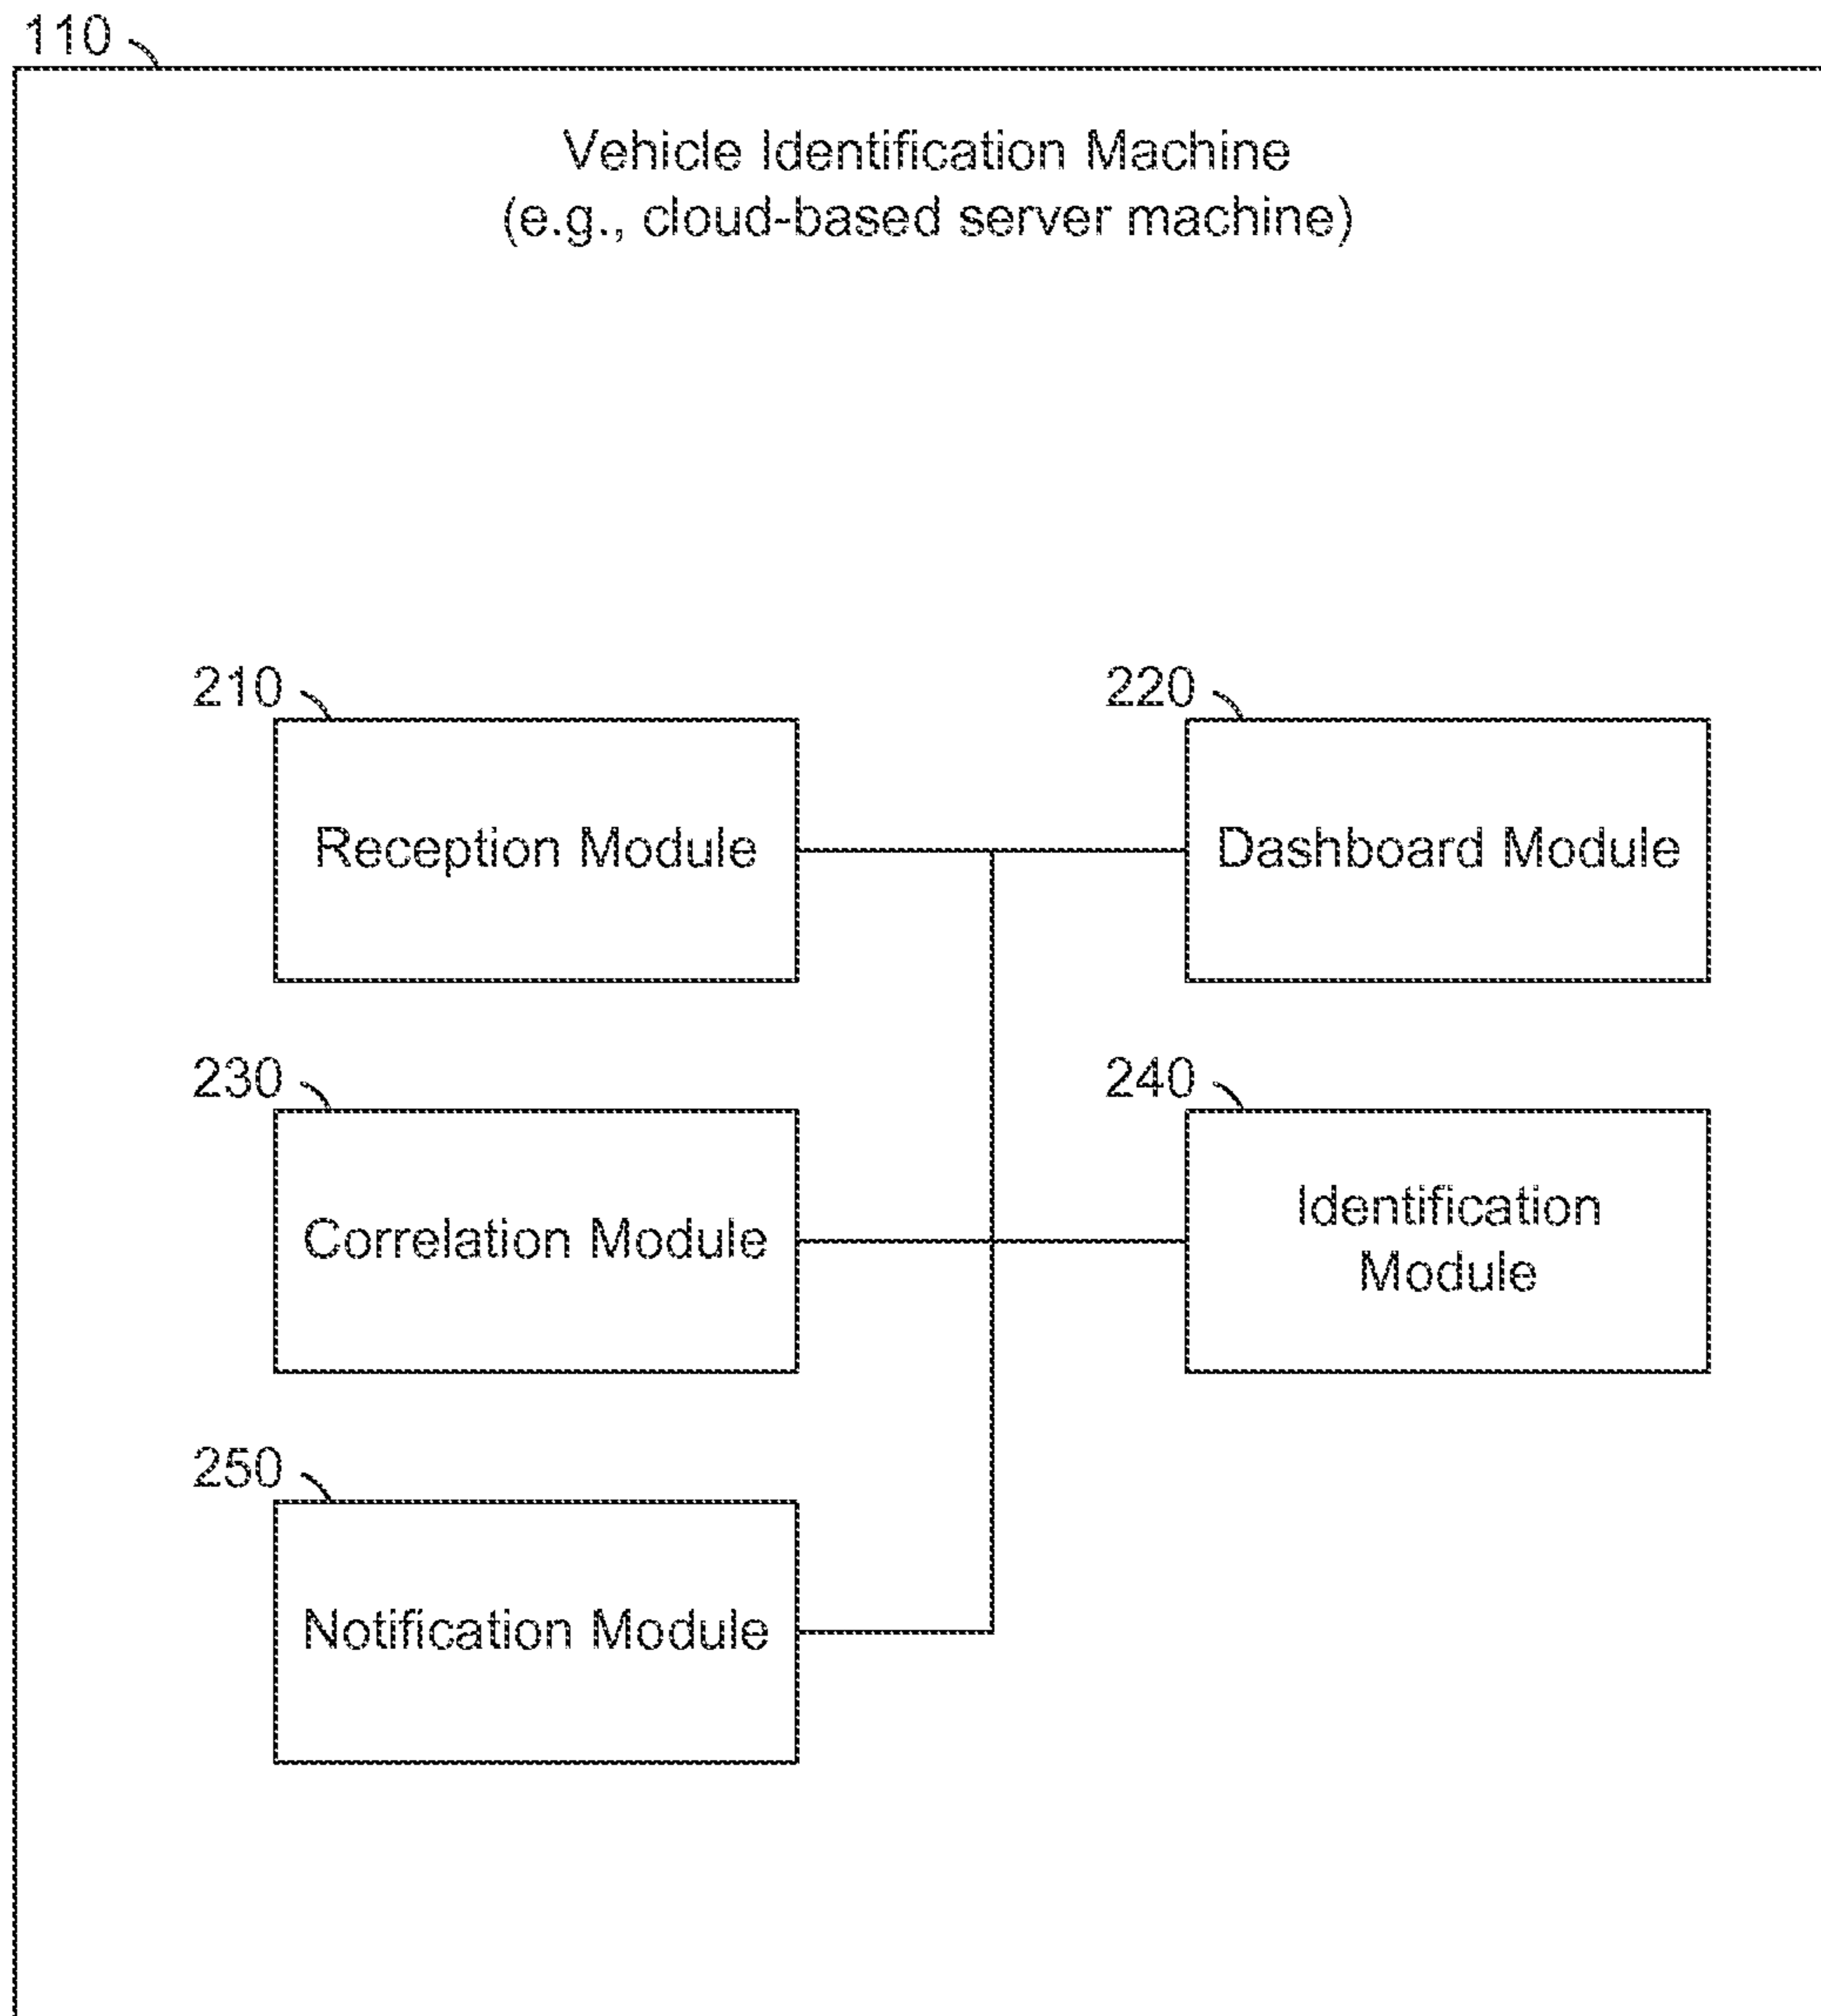 110
Vehicle Identification Machine
(e.g., cloud-based server machine)
210
220
Reception Module
Dashboard Module
230
240
Correlation Module
Identification
Module
250
Notification Module